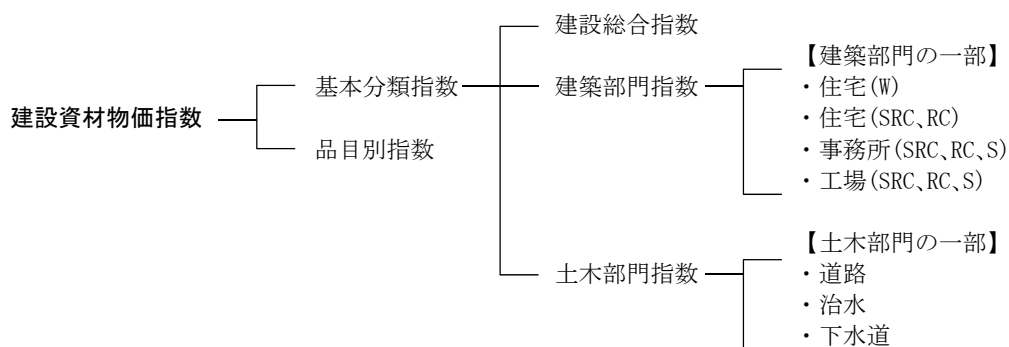 建設総合指数
【建築部門の一部】
基本分類指数
建築部門指数
・住宅(W)
・住宅(SRC、RC)
建設資材物価指数
品目別指数
・事務所(SRC、RC、S)
・工場(SRC、RC、S)
【土木部門の一部】
土木部門指数
・道路
・治水
・下水道